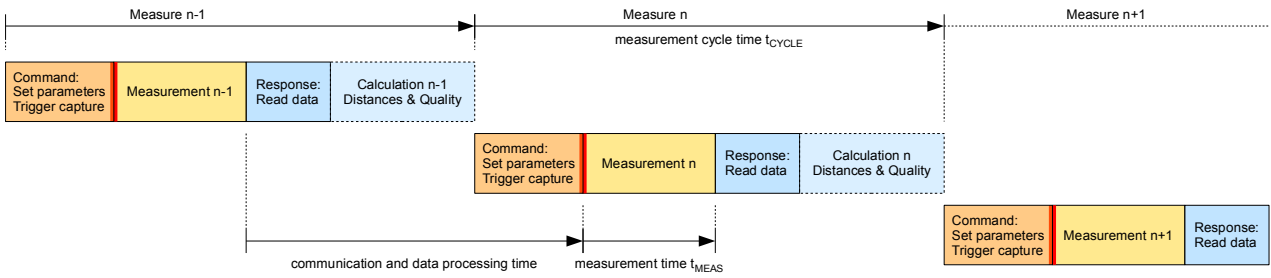 Measure n-1
Measure n
Measure n+1
measurement cycle time tCYCLE
Command:
Set parameters
Trigger capture
Measurement n-1
Response:
Read data
Calculation n-1
Distances & Quality
Command:
Set parameters
Trigger capture
Measurement n
Response:
Read data
Calculation n
Distances & Quality
Command:
Set parameters
Trigger capture
Measurement n+1
Response:
Read data
communication and data processing time
measurement time tMEAS